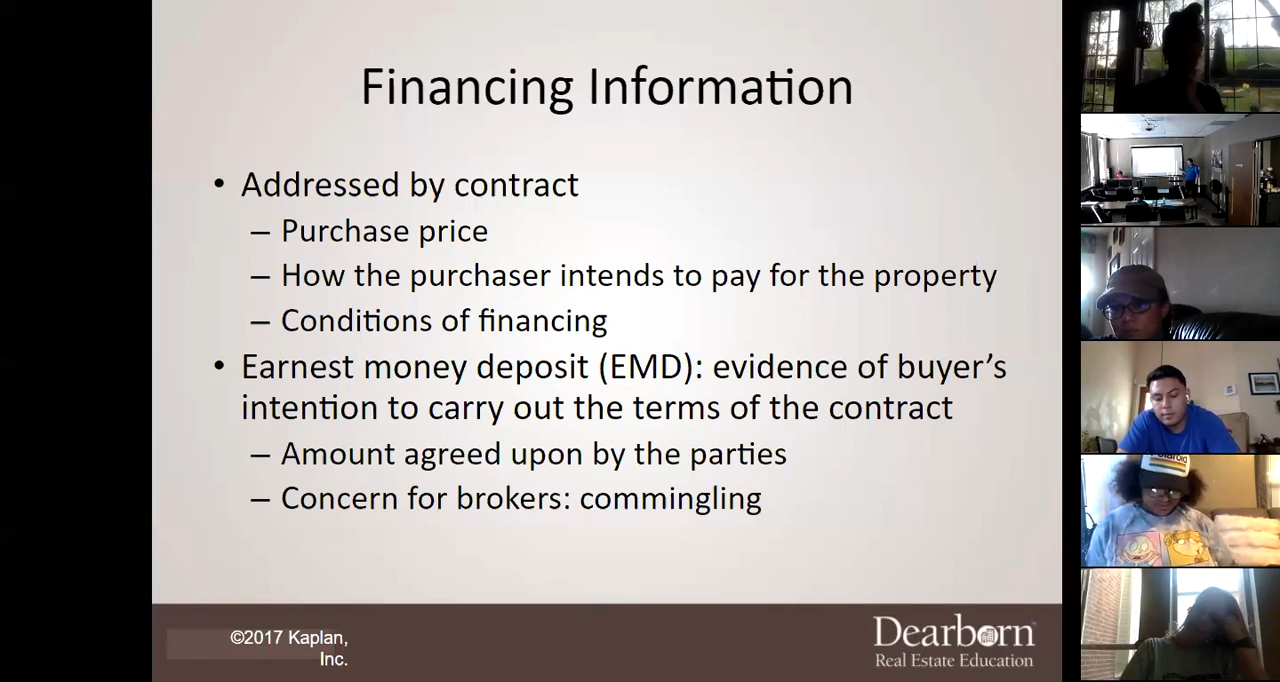 Financing Information
• Addressed by contract
– Purchase price
– How the purchaser intends to pay for the property
– Conditions of financing
• Earnest money deposit (EMD): evidence of buyer’s
intention to carry out the terms of the contract
– Amount agreed upon by the parties
– Concern for brokers: commingling
©2017 Kaplan,
Inc.
Dearborn™
Real Estate Education
Polaroid